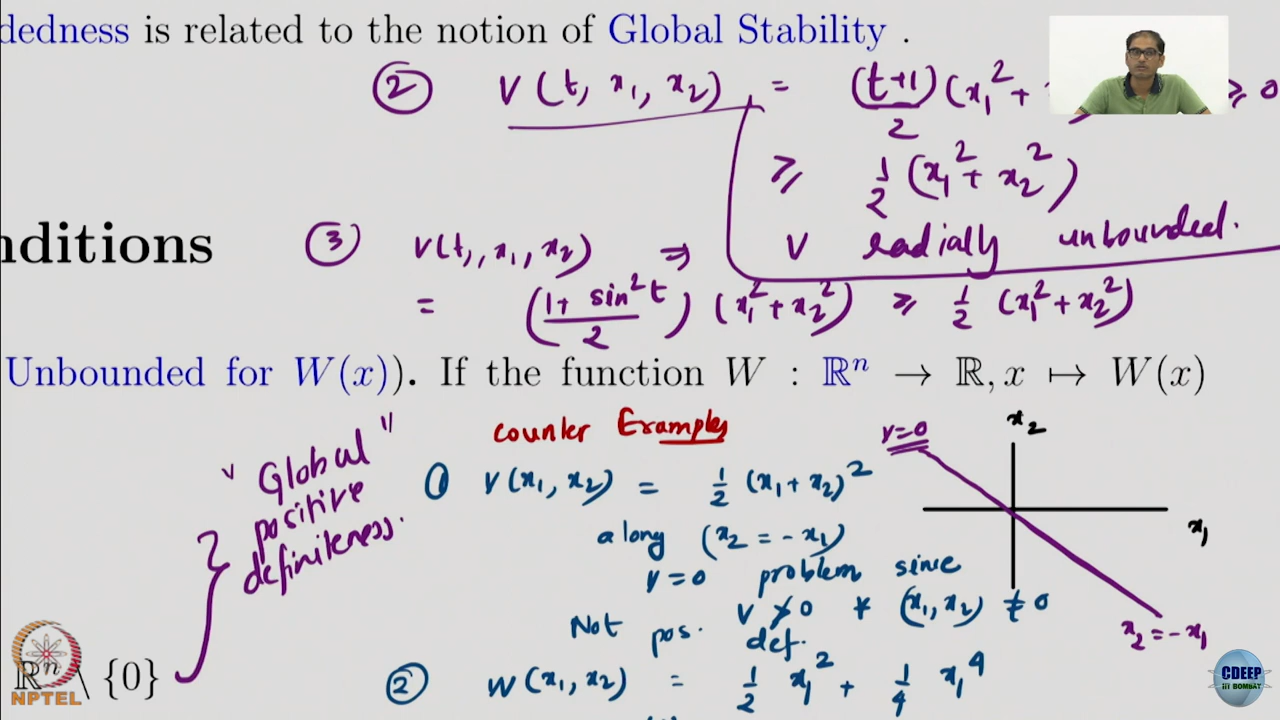 dedness is related to the notion of Global Stability .
② V(t, x₁, x₂) = (t+1)/2 (x₁² + ≥ 0
≥ ½ (x₁² + x₂²)
V radially unbounded.
nditions
③ V(t, x₁, x₂) ⇒
= (1+ sin²t / 2) (x₁² + x₂²) ≥ ½ (x₁² + x₂²)
Unbounded for W(x)). If the function W : ℝⁿ → ℝ, x ↦ W(x)
"Global"
positive
definiteness.
counter Examples
① V(x₁, x₂) = ½ (x₁ + x₂)²
along (x₂ = -x₁)
V=0 problem since
V ≯ 0 ∀ (x₁, x₂) ≠ 0
Not pos. def.
V=0
x₂
x₁
x₂ = -x₁
② W(x₁, x₂) = ½ x₁² + ¼ x₁⁴
ℝⁿ \ {0}
NPTEL
CDEEP
IIT BOMBAY